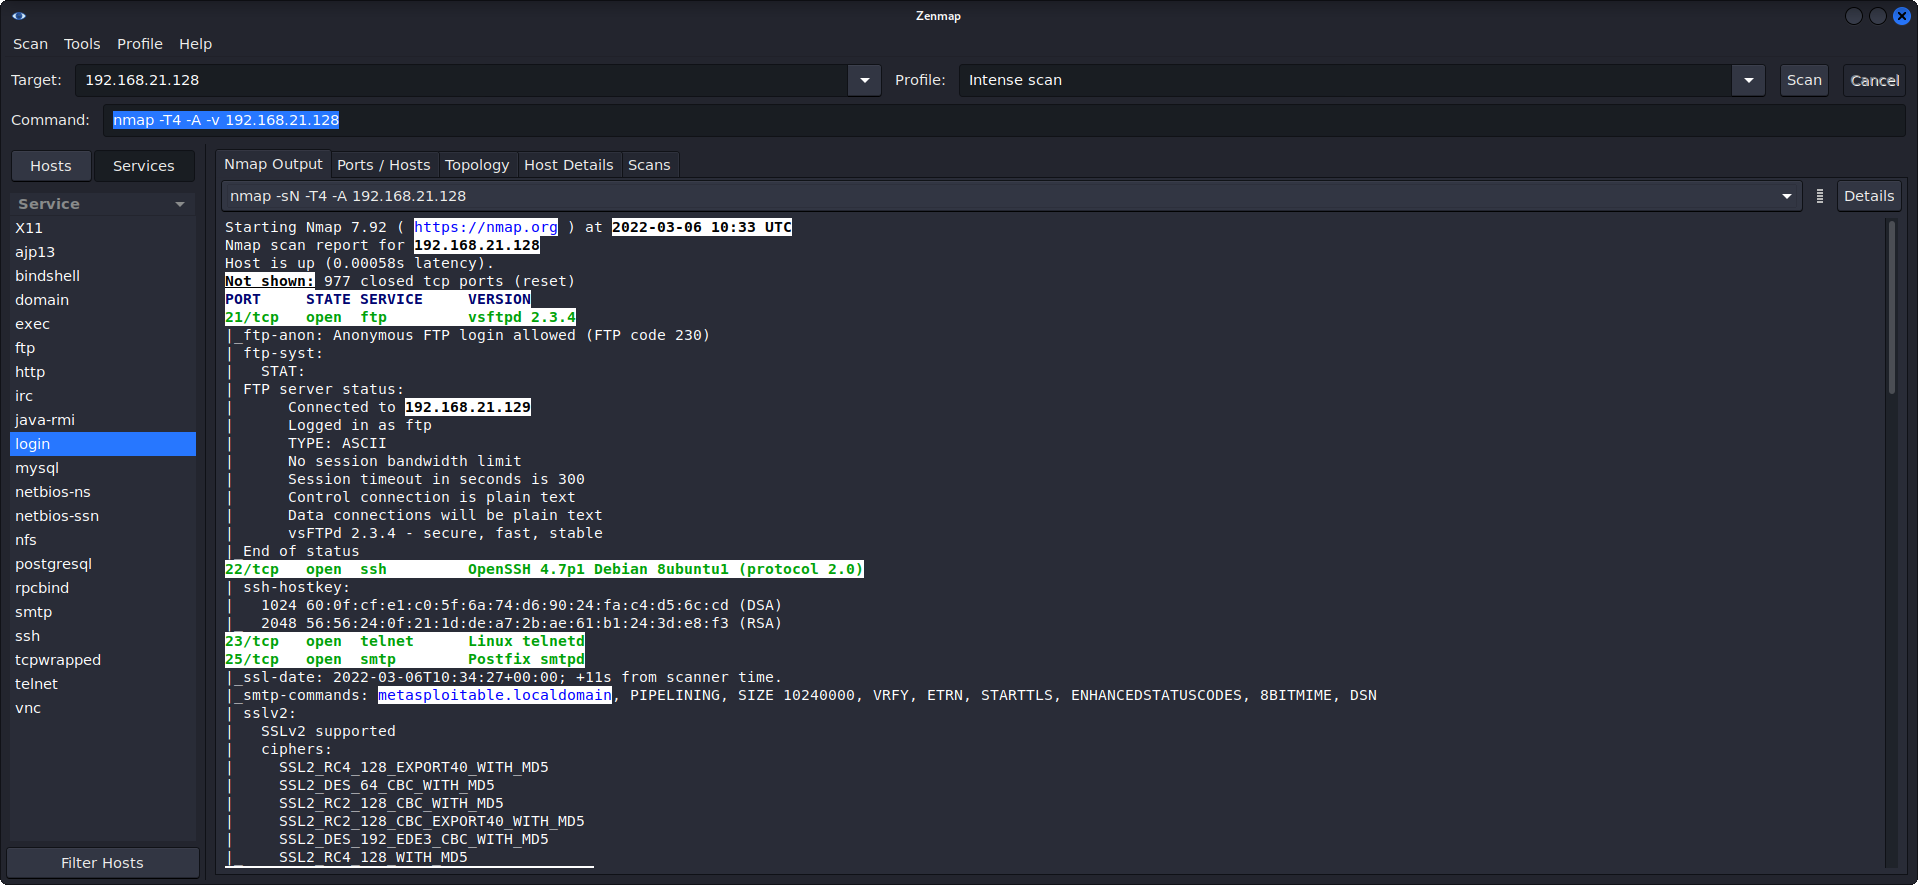 Zenmap
Scan Tools Profile Help
Target: 192.168.21.128 Profile: Intense scan Scan Cancel
Command: nmap -T4 -A -v 192.168.21.128
Hosts Services
Service
X11
ajp13
bindshell
domain
exec
ftp
http
irc
java-rmi
login
mysql
netbios-ns
netbios-ssn
nfs
postgresql
rpcbind
smtp
ssh
tcpwrapped
telnet
vnc
Filter Hosts
Nmap Output Ports / Hosts Topology Host Details Scans
nmap -sN -T4 -A 192.168.21.128 Details
Starting Nmap 7.92 ( https://nmap.org ) at 2022-03-06 10:33 UTC
Nmap scan report for 192.168.21.128
Host is up (0.00058s latency).
Not shown: 977 closed tcp ports (reset)
PORT     STATE SERVICE     VERSION
21/tcp   open  ftp         vsftpd 2.3.4
|_ftp-anon: Anonymous FTP login allowed (FTP code 230)
| ftp-syst:
|   STAT:
| FTP server status:
|      Connected to 192.168.21.129
|      Logged in as ftp
|      TYPE: ASCII
|      No session bandwidth limit
|      Session timeout in seconds is 300
|      Control connection is plain text
|      Data connections will be plain text
|      vsFTPd 2.3.4 - secure, fast, stable
|_End of status
22/tcp   open  ssh         OpenSSH 4.7p1 Debian 8ubuntu1 (protocol 2.0)
| ssh-hostkey:
|   1024 60:0f:cf:e1:c0:5f:6a:74:d6:90:24:fa:c4:d5:6c:cd (DSA)
|_  2048 56:56:24:0f:21:1d:de:a7:2b:ae:61:b1:24:3d:e8:f3 (RSA)
23/tcp   open  telnet      Linux telnetd
25/tcp   open  smtp        Postfix smtpd
|_ssl-date: 2022-03-06T10:34:27+00:00; +11s from scanner time.
|_smtp-commands: metasploitable.localdomain, PIPELINING, SIZE 10240000, VRFY, ETRN, STARTTLS, ENHANCEDSTATUSCODES, 8BITMIME, DSN
| sslv2:
|   SSLv2 supported
|   ciphers:
|     SSL2_RC4_128_EXPORT40_WITH_MD5
|     SSL2_DES_64_CBC_WITH_MD5
|     SSL2_RC2_128_CBC_WITH_MD5
|     SSL2_RC2_128_CBC_EXPORT40_WITH_MD5
|     SSL2_DES_192_EDE3_CBC_WITH_MD5
|_    SSL2_RC4_128_WITH_MD5